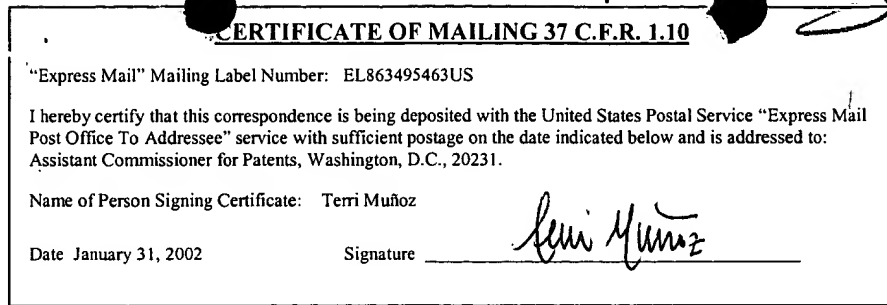 CERTIFICATE OF MAILING 37 C.F.R. 1.10
"Express Mail" Mailing Label Number: EL863495463US
I hereby certify that this correspondence is being deposited with the United States Postal Service "Express Mail
Post Office To Addressee" service with sufficient postage on the date indicated below and is addressed to:
Assistant Commissioner for Patents, Washington, D.C., 20231.
Name of Person Signing Certificate: Terri Muñoz
Date January 31, 2002 Signature Terri Muñoz